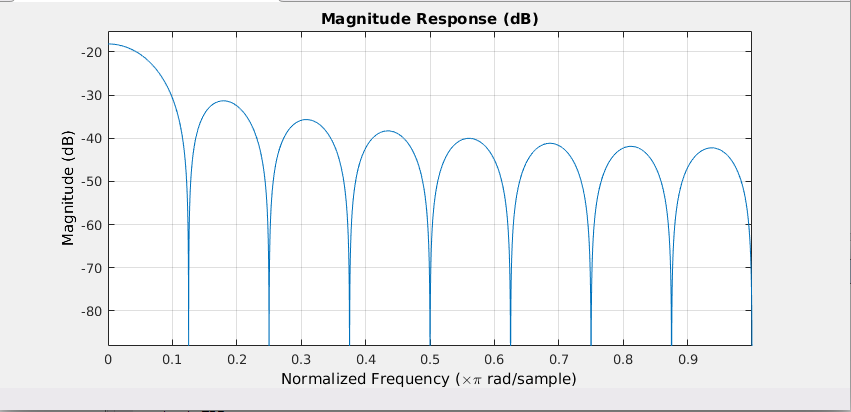 Magnitude Response (dB)
-20
-30
-40
-50
-60
-70
-80
Magnitude (dB)
0 0.1 0.2 0.3 0.4 0.5 0.6 0.7 0.8 0.9
Normalized Frequency (×π rad/sample)